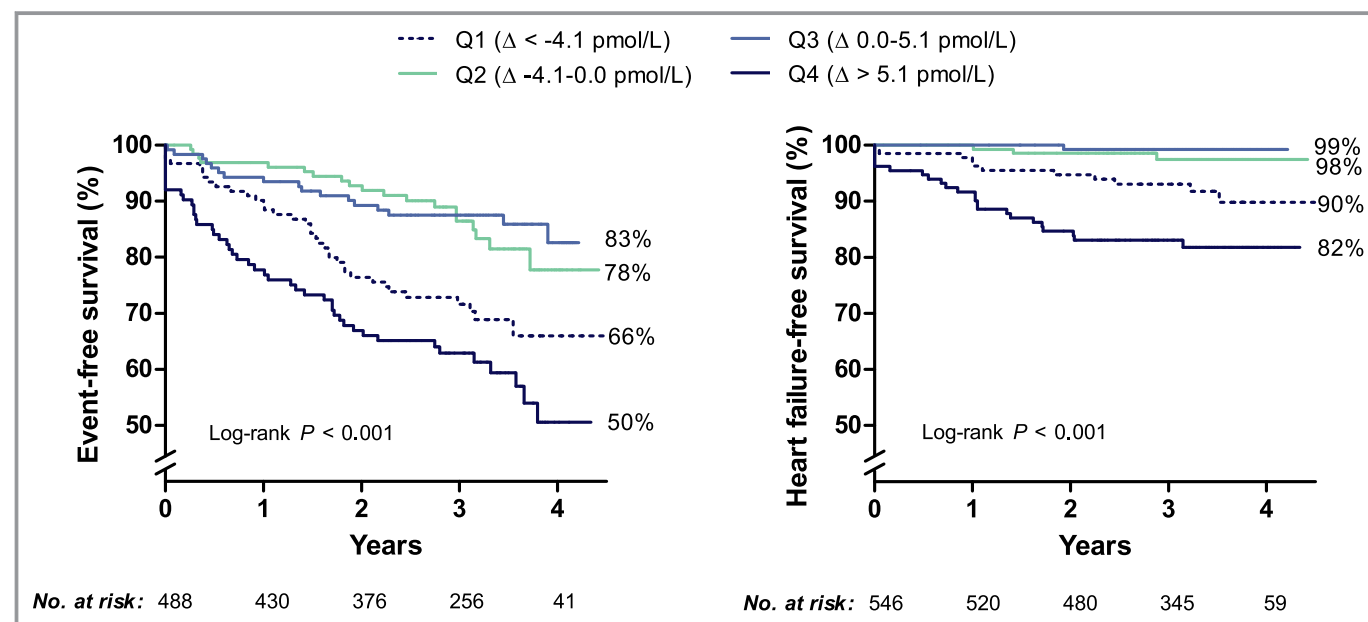 Q1 (Δ < -4.1 pmol/L)
Q3 (Δ 0.0-5.1 pmol/L)
Q2 (Δ -4.1-0.0 pmol/L)
Q4 (Δ > 5.1 pmol/L)
Event-free survival (%)
100
90
80
70
60
50
83%
78%
66%
50%
Log-rank P < 0.001
0 1 2 3 4
Years
No. at risk: 488 430 376 256 41
Heart failure-free survival (%)
100
90
80
70
60
50
99%
98%
90%
82%
Log-rank P < 0.001
0 1 2 3 4
Years
No. at risk: 546 520 480 345 59